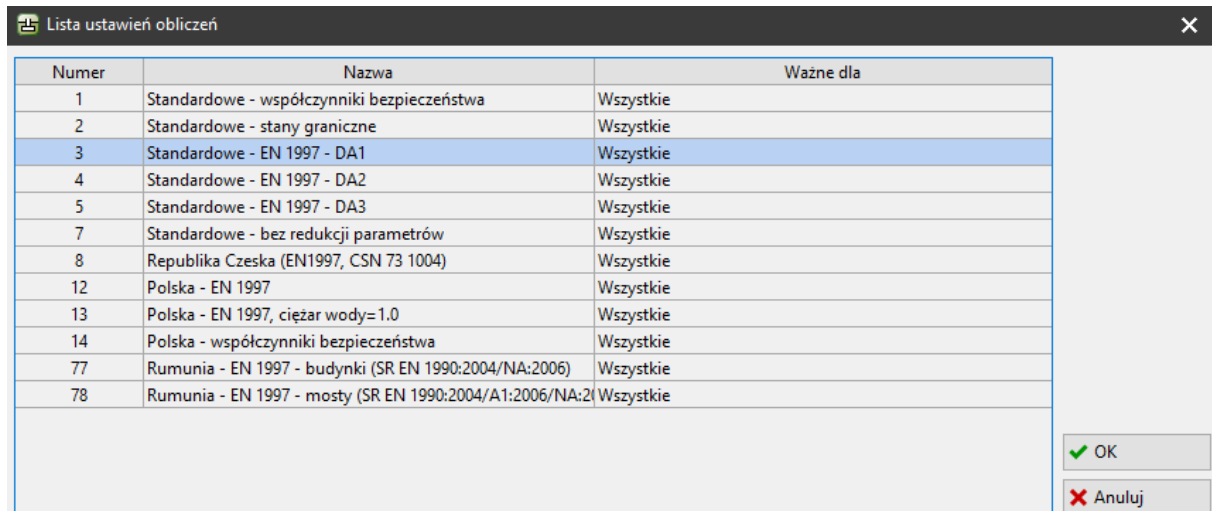 Lista ustawień obliczeń
Numer Nazwa Ważne dla
1 Standardowe - współczynniki bezpieczeństwa Wszystkie
2 Standardowe - stany graniczne Wszystkie
3 Standardowe - EN 1997 - DA1 Wszystkie
4 Standardowe - EN 1997 - DA2 Wszystkie
5 Standardowe - EN 1997 - DA3 Wszystkie
7 Standardowe - bez redukcji parametrów Wszystkie
8 Republika Czeska (EN1997, CSN 73 1004) Wszystkie
12 Polska - EN 1997 Wszystkie
13 Polska - EN 1997, ciężar wody=1.0 Wszystkie
14 Polska - współczynniki bezpieczeństwa Wszystkie
77 Rumunia - EN 1997 - budynki (SR EN 1990:2004/NA:2006) Wszystkie
78 Rumunia - EN 1997 - mosty (SR EN 1990:2004/A1:2006/NA:2 Wszystkie
OK
Anuluj